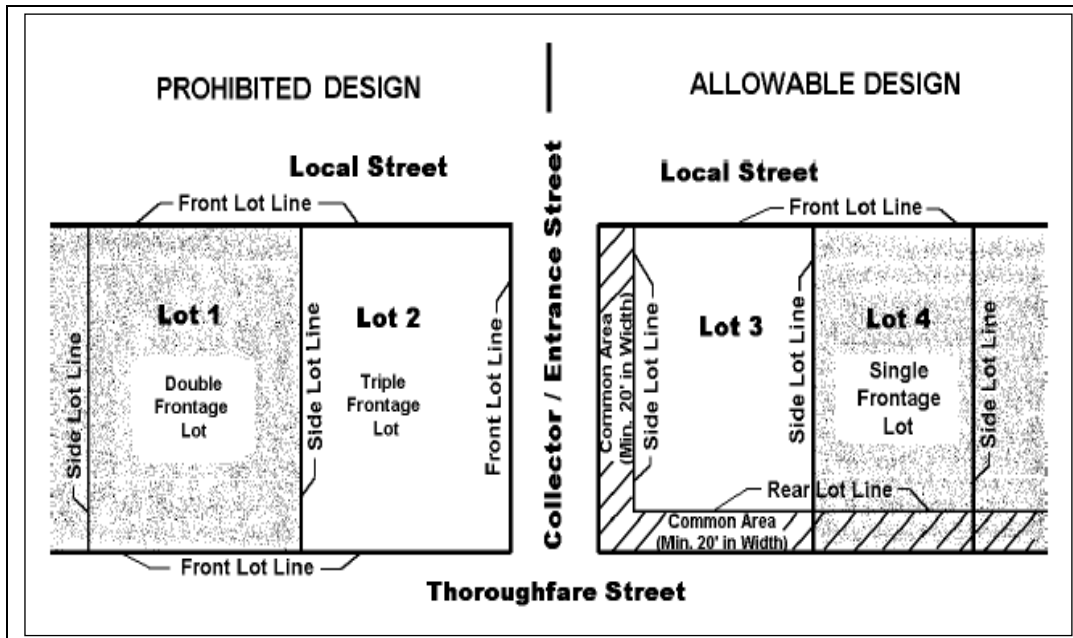 PROHIBITED DESIGN
ALLOWABLE DESIGN
Local Street
Local Street
Front Lot Line
Front Lot Line
Lot 1
Lot 2
Double
Frontage
Lot
Triple
Frontage
Lot
Side Lot Line
Side Lot Line
Front Lot Line
Front Lot Line
Collector / Entrance Street
Common Area
(Min. 20' in Width)
Side Lot Line
Lot 3
Side Lot Line
Lot 4
Single
Frontage
Lot
Side Lot Line
Rear Lot Line
Common Area
(Min. 20' in Width)
Thoroughfare Street